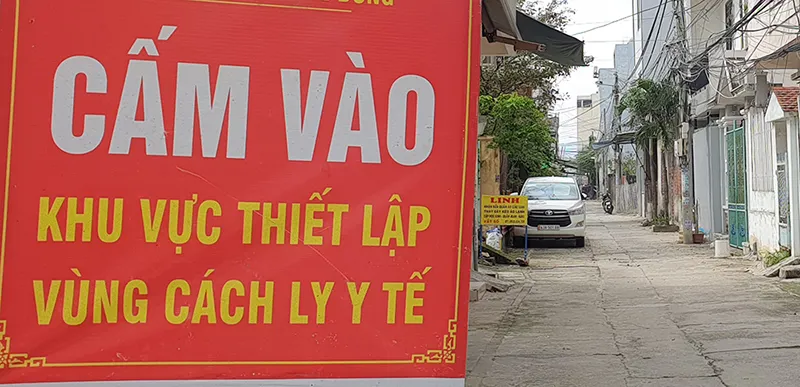 CẤM VÀO
KHU VỰC THIẾT LẬP
VÙNG CÁCH LY Y TẾ
LINH